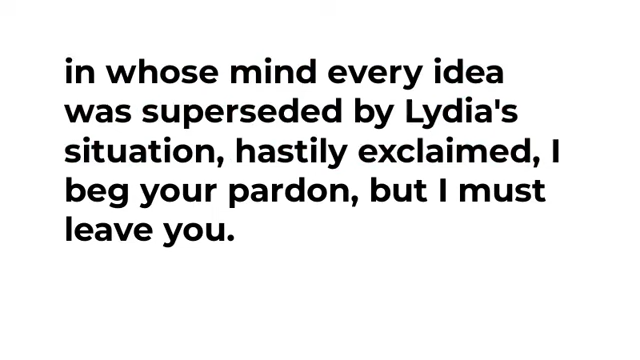 in whose mind every idea
was superseded by Lydia's
situation, hastily exclaimed, I
beg your pardon, but I must
leave you.